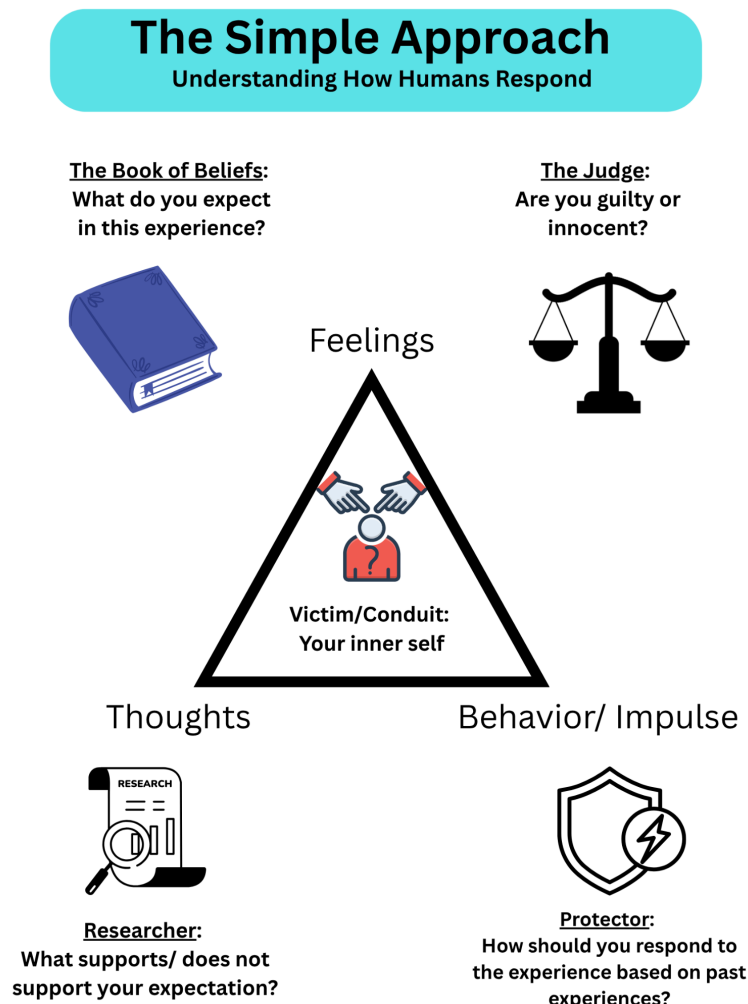 The Simple Approach
Understanding How Humans Respond
The Book of Beliefs:
What do you expect
in this experience?
The Judge:
Are you guilty or
innocent?
Feelings
?
Victim/Conduit:
Your inner self
Thoughts
Behavior/ Impulse
RESEARCH
Researcher:
What supports/ does not
support your expectation?
Protector:
How should you respond to
the experience based on past
experiences?